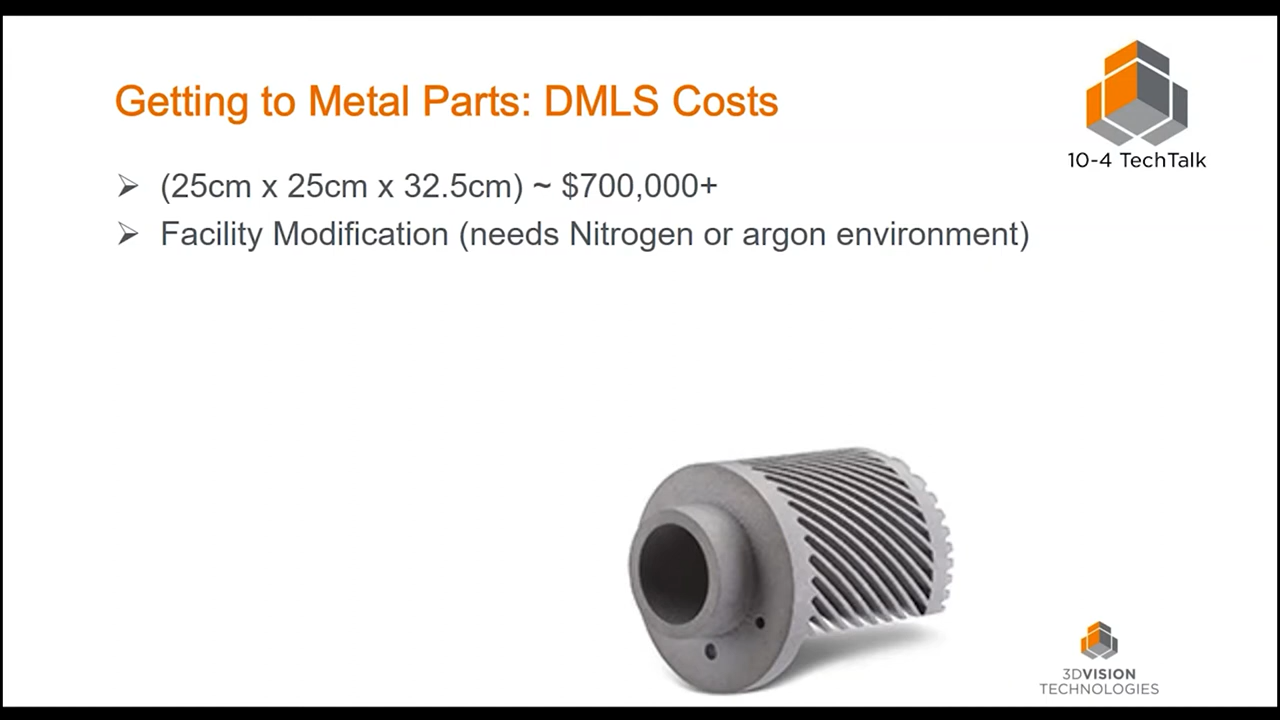 Getting to Metal Parts: DMLS Costs
10-4 TechTalk
➢ (25cm x 25cm x 32.5cm) ~ $700,000+
➢ Facility Modification (needs Nitrogen or argon environment)
3DVISION
TECHNOLOGIES